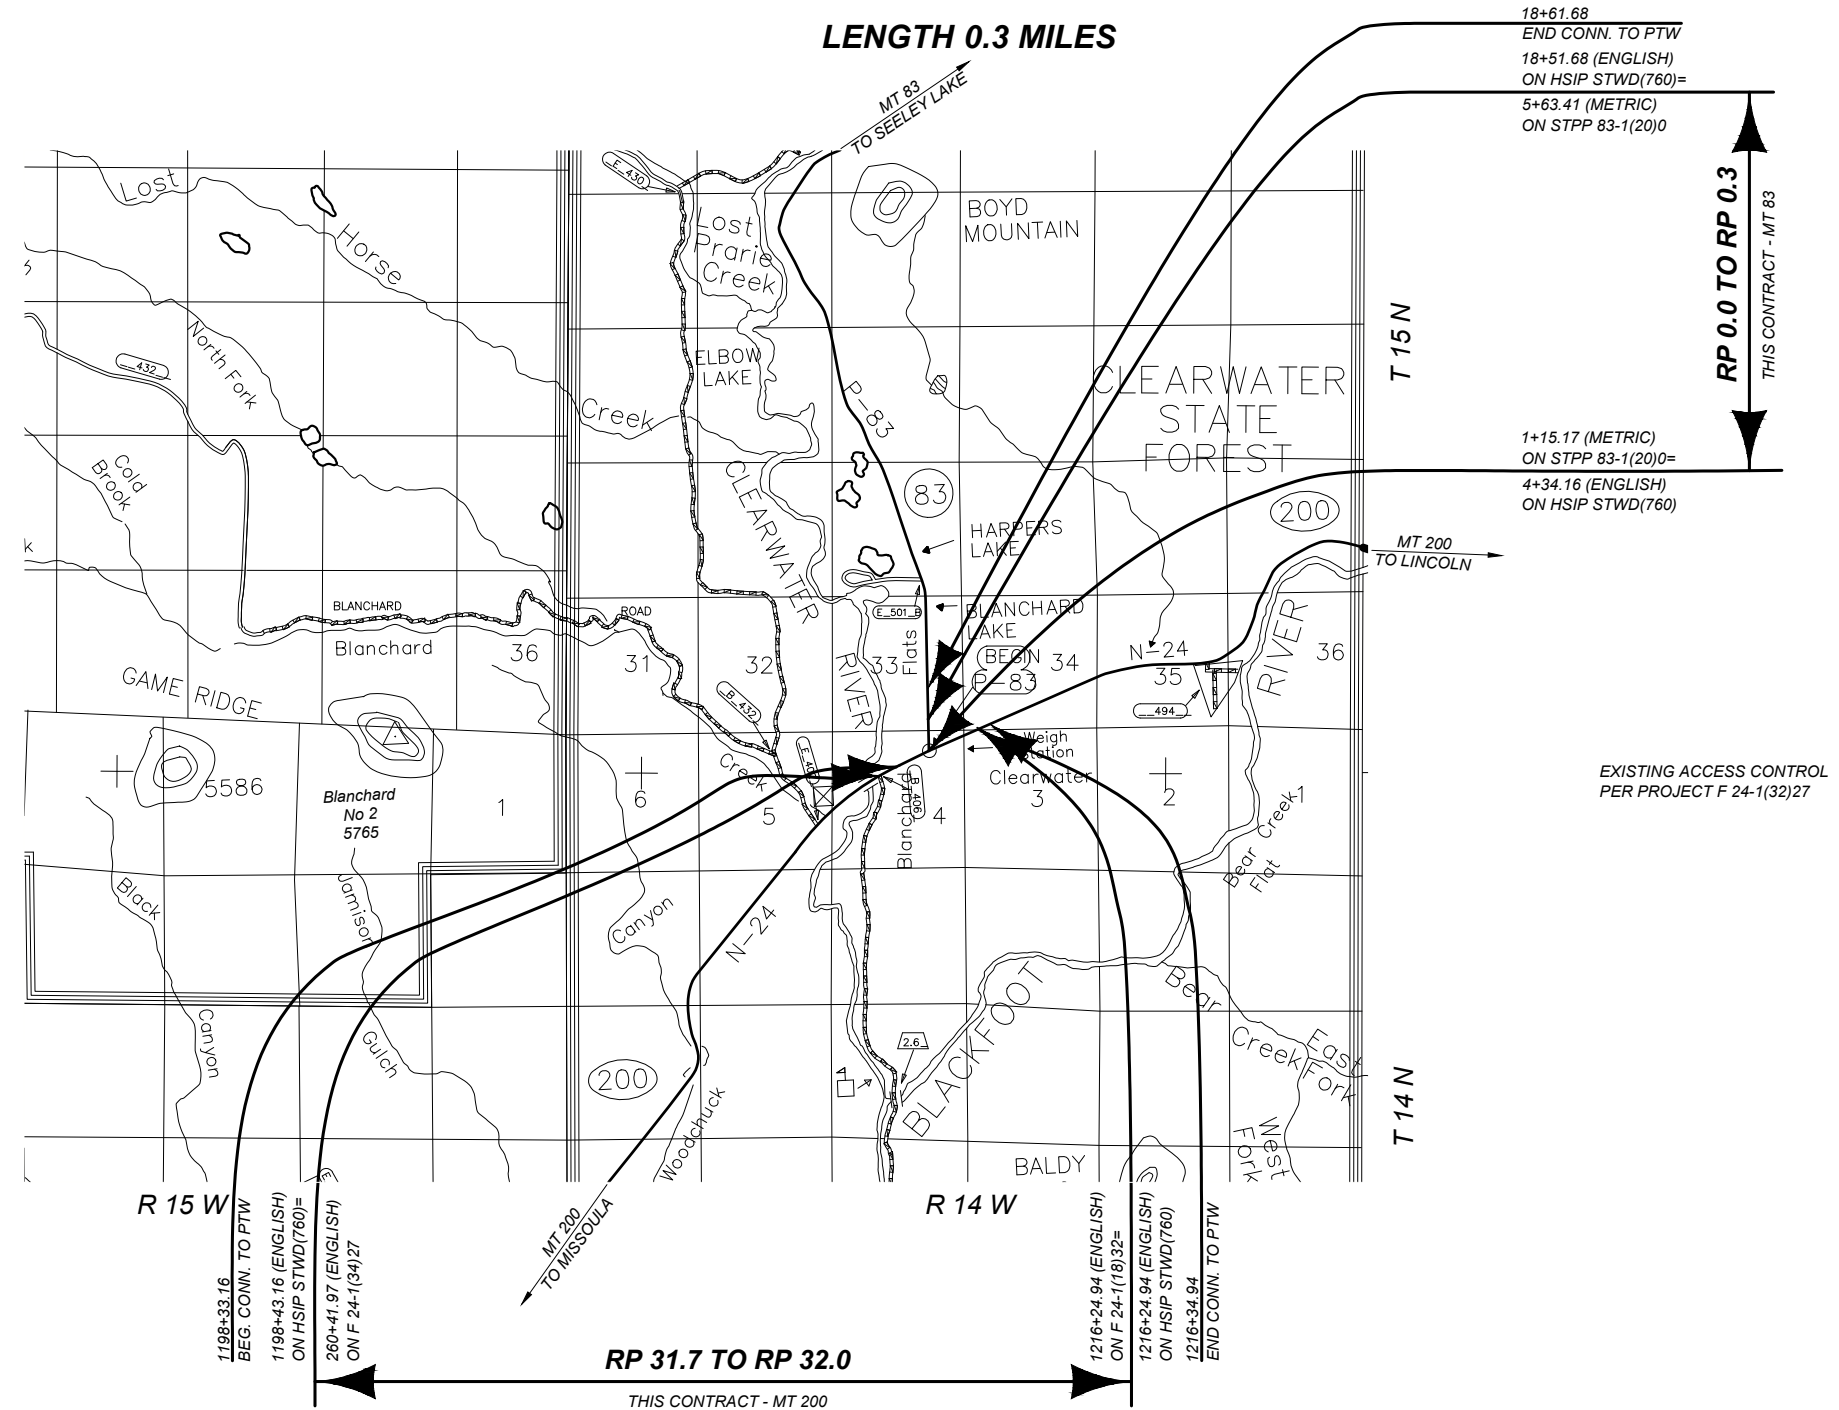 LENGTH 0.3 MILES
18+61.68
END CONN. TO PTW
18+51.68 (ENGLISH)
ON HSIP STWD(760)=
5+63.41 (METRIC)
ON STPP 83-1(20)0
MT 83
TO SEELEY LAKE
RP 0.0 TO RP 0.3
THIS CONTRACT - MT 83
T 15 N
1+15.17 (METRIC)
ON STPP 83-1(20)0=
4+34.16 (ENGLISH)
ON HSIP STWD(760)
MT 200
TO LINCOLN
EXISTING ACCESS CONTROL
PER PROJECT F 24-1(32)27
Lost
Horse
E_430
Lost
Prarie
Creek
BOYD
MOUNTAIN
North Fork
__432_
ELBOW
LAKE
Creek
P-83
CLEARWATER
STATE
FOREST
Cold
Brook
CLEARWATER
RIVER
83
200
HARPERS
LAKE
k
BLANCHARD
ROAD
Blanchard
Creek
E_501_B
Flats
BLANCHARD
LAKE
BEGIN
P-83
N-24
RIVER
36
31
32
33
34
35
36
GAME RIDGE
_B_432_
__494_
5586
Blanchard
No 2
5765
1
6
5
4
3
2
1
Weigh
Station
Clearwater
Blanchard
B_406
Bear Creek
Flat
Black
Canyon
Jamison
Gulch
Canyon
N-24
200
Woodchuck
2.6
BLACKFOOT
Bear
Creek
East
Fork
West
Fork
BALDY
T 14 N
R 15 W
R 14 W
MT 200
TO MISSOULA
1198+33.16
BEG. CONN. TO PTW
1198+43.16 (ENGLISH)
ON HSIP STWD(760)=
260+41.97 (ENGLISH)
ON F 24-1(34)27
1216+24.94 (ENGLISH)
ON F 24-1(18)32=
1216+24.94 (ENGLISH)
ON HSIP STWD(760)
1216+34.94
END CONN. TO PTW
RP 31.7 TO RP 32.0
THIS CONTRACT - MT 200